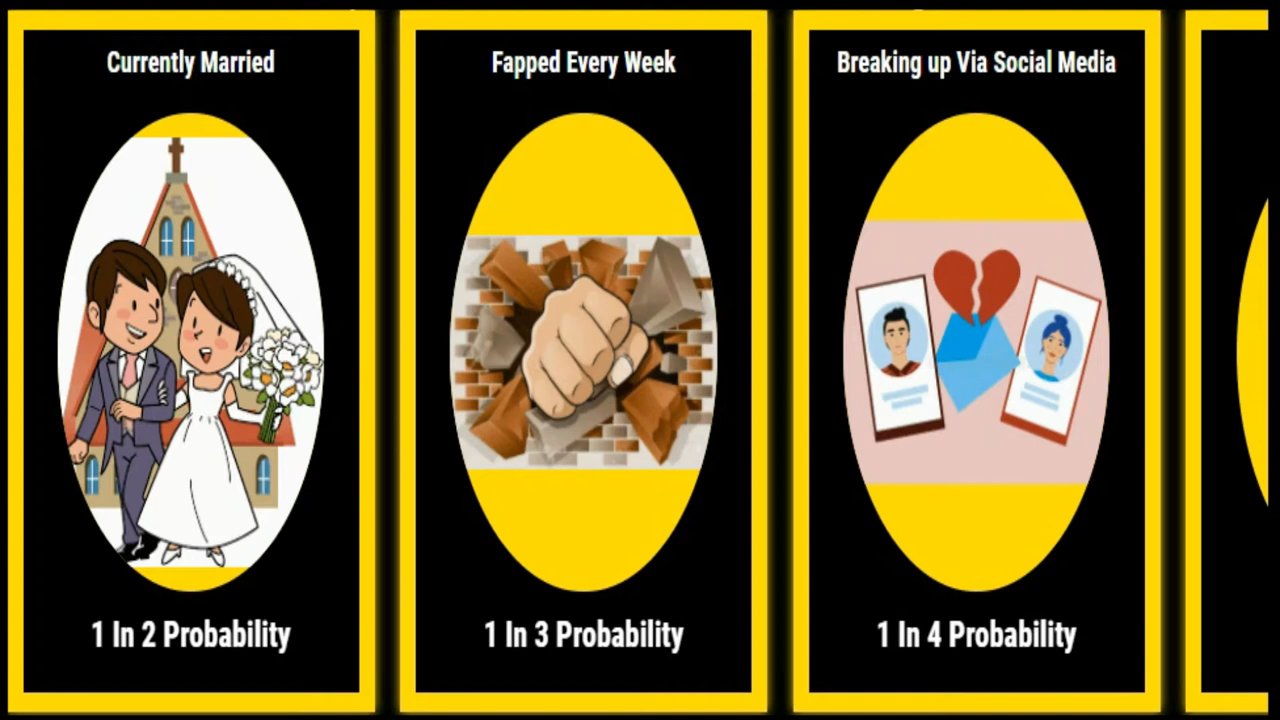 Currently Married
1 In 2 Probability
Fapped Every Week
1 In 3 Probability
Breaking up Via Social Media
1 In 4 Probability